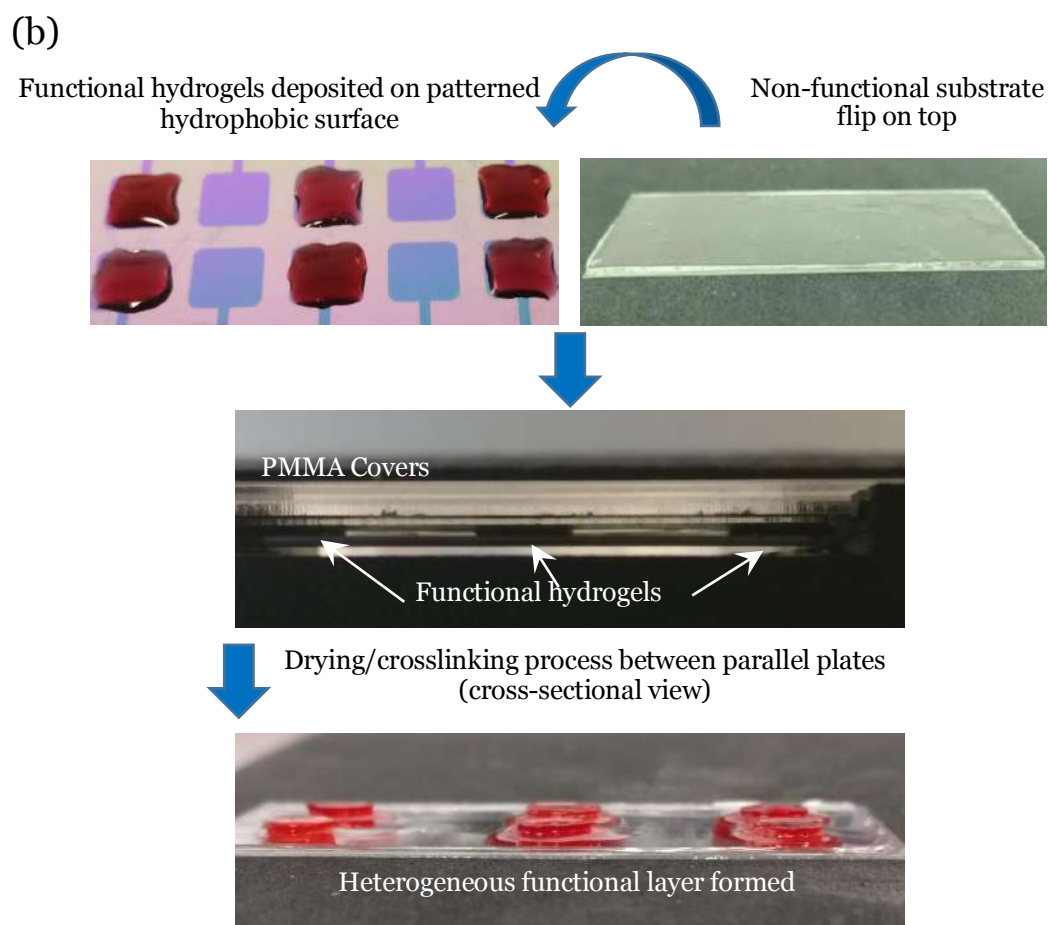 (b)
Functional hydrogels deposited on patterned
hydrophobic surface
Non-functional substrate
flip on top
PMMA Covers
Functional hydrogels
Drying/crosslinking process between parallel plates
(cross-sectional view)
Heterogeneous functional layer formed